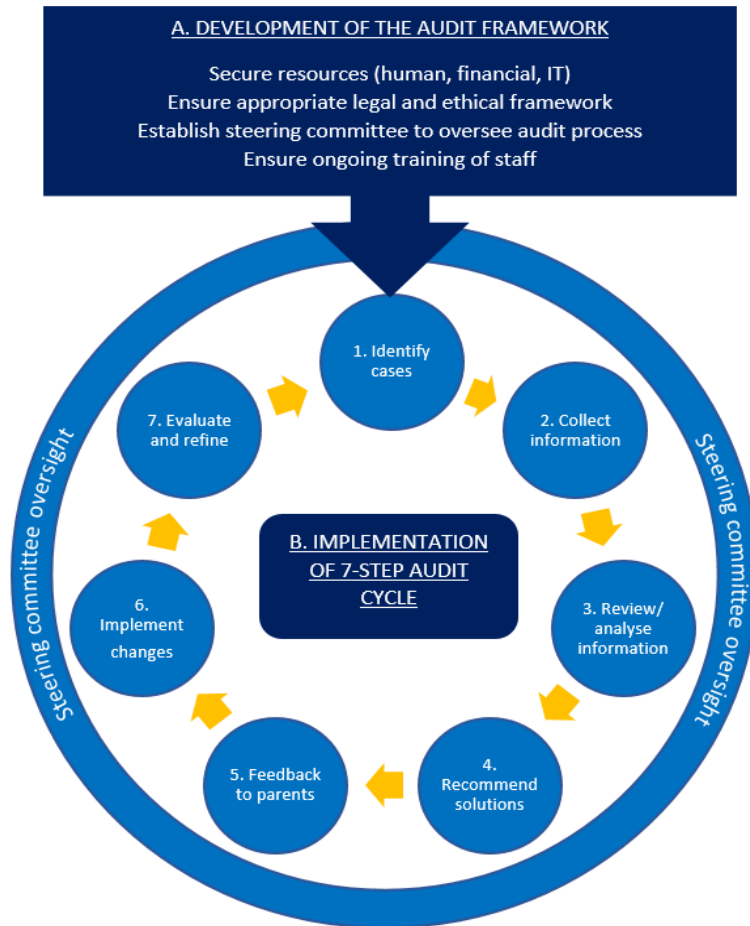 A. DEVELOPMENT OF THE AUDIT FRAMEWORK
Secure resources (human, financial, IT)
Ensure appropriate legal and ethical framework
Establish steering committee to oversee audit process
Ensure ongoing training of staff
1. Identify
cases
2. Collect
information
3. Review/
analyse
information
4.
Recommend
solutions
5. Feedback
to parents
6.
Implement
changes
7. Evaluate
and refine
B. IMPLEMENTATION
OF 7-STEP AUDIT
CYCLE
Steering committee oversight
Steering committee oversight